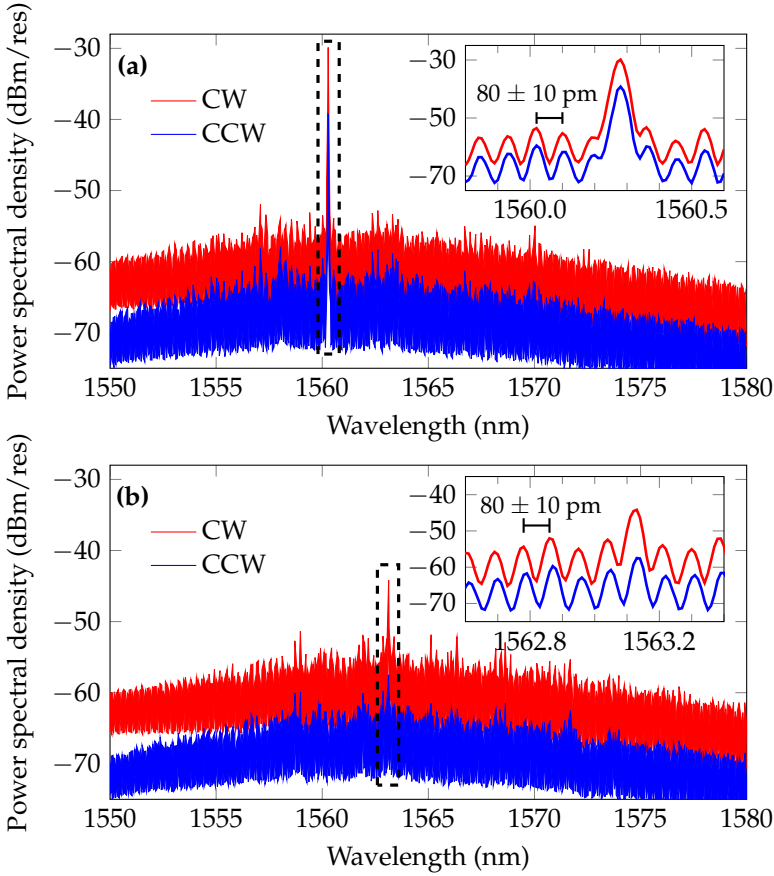 Power spectral density (dBm/res)
(a)
CW
CCW
−30
−40
−50
−60
−70
1550 1555 1560 1565 1570 1575 1580
Wavelength (nm)
80 ± 10 pm
−30
−50
−70
1560.0 1560.5
Power spectral density (dBm/res)
(b)
CW
CCW
−30
−40
−50
−60
−70
1550 1555 1560 1565 1570 1575 1580
Wavelength (nm)
80 ± 10 pm
−40
−50
−60
−70
1562.8 1563.2